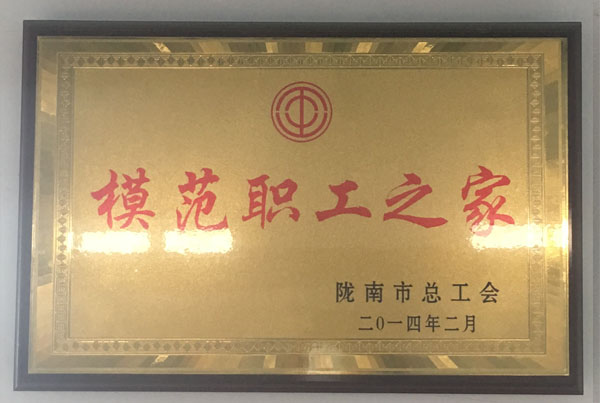 模范职工之家
陇南市总工会
二〇一四年二月